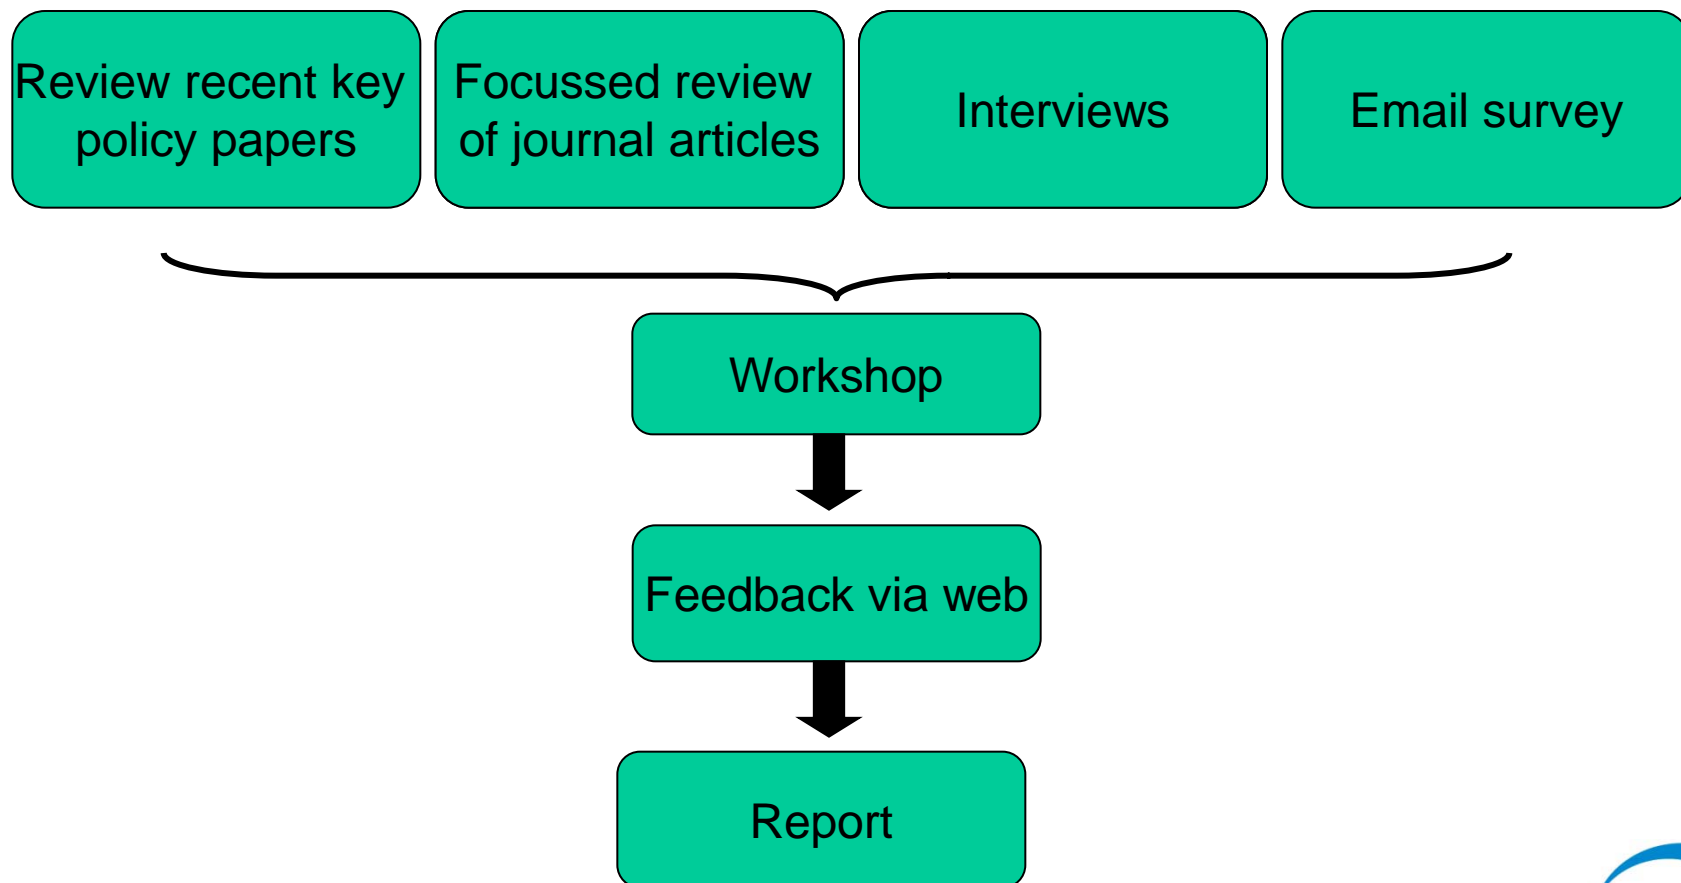 Review recent key
policy papers
Focussed review
of journal articles
Interviews
Email survey
Workshop
Feedback via web
Report